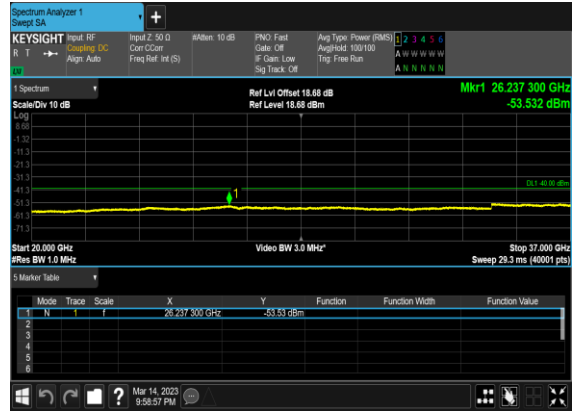 Spectrum Analyzer 1
Swept SA
+
KEYSIGHT Input: RF Input Z: 50 Ω #Atten: 10 dB PNO: Fast Avg Type: Power (RMS) 1 2 3 4 5 6
R T Coupling: DC Corr CCorr Gate: Off Avg|Hold: 100/100 A W W W W W
Align: Auto Freq Ref: Int (S) IF Gain: Low Trig: Free Run
Sig Track: Off A N N N N N
1 Spectrum Ref Lvl Offset 18.68 dB Mkr1 26.237 300 GHz
Scale/Div 10 dB Ref Level 18.68 dBm -53.532 dBm
Log
8.68
-1.32
-11.3
-21.3
-31.3
DL1 -40.00 dBm
-41.3
1
-51.3
-61.3
-71.3
Start 20.000 GHz Video BW 3.0 MHz* Stop 37.000 GHz
#Res BW 1.0 MHz Sweep 29.3 ms (40001 pts)
5 Marker Table
Mode Trace Scale X Y Function Function Width Function Value
1 N 1 f 26.237 300 GHz -53.53 dBm
2
3
4
5
6
? Mar 14, 2023
9:58:57 PM